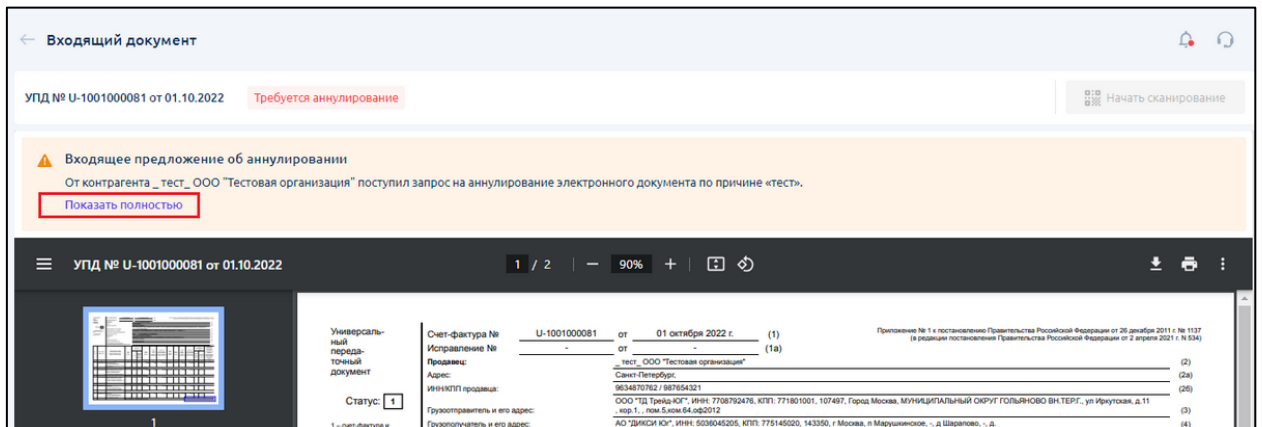 Входящий документ
УПД № U-1001000081 от 01.10.2022 Требуется аннулирование Начать сканирование
Входящее предложение об аннулировании
От контрагента _ тест_ ООО "Тестовая организация" поступил запрос на аннулирование электронного документа по причине «тест».
Показать полностью
УПД № U-1001000081 от 01.10.2022 1 / 2 90%
1
Универсаль-
ный
переда-
точный
документ
Статус: 1
1 – счет-фактура и
Счет-фактура № U-1001000081 от 01 октября 2022 г. (1)
Исправление № - от - (1а)
Приложение № 1 к постановлению Правительства Российской Федерации от 26 декабря 2011 г. № 1137
(в редакции постановления Правительства Российской Федерации от 2 апреля 2021 г. N 534)
Продавец: _ тест_ ООО "Тестовая организация" (2)
Адрес: Санкт-Петербург, (2а)
ИНН/КПП продавца: 9634870762 / 987654321 (2б)
Грузоотправитель и его адрес: ООО "ТД Трейд-ЮГ", ИНН: 7708792476, КПП: 771801001, 107497, Город Москва, МУНИЦИПАЛЬНЫЙ ОКРУГ ГОЛЬЯНОВО ВН.ТЕР.Г., ул Иркутская, д.11
, кор.1, , пом.5,ком.64,оф2012 (3)
Грузополучатель и его адрес: АО "ДИКСИ Юг", ИНН: 5036045205, КПП: 775145020, 143350, г Москва, п Марушкинское, -, д Шарапово, -, д. (4)